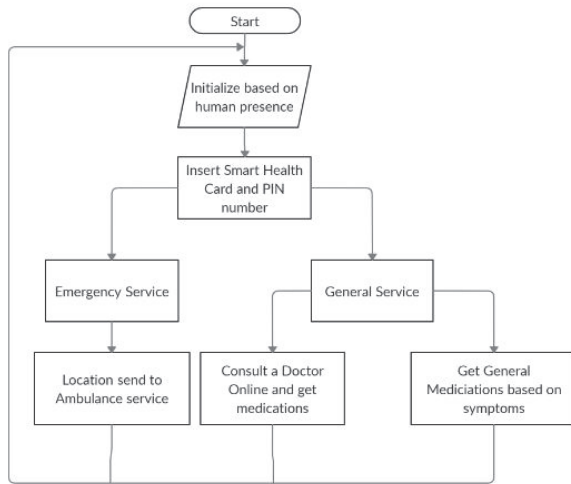 Start
Initialize based on
human presence
Insert Smart Health
Card and PIN
number
Emergency Service
General Service
Location send to
Ambulance service
Consult a Doctor
Online and get
medications
Get General
Mediciations based on
symptoms